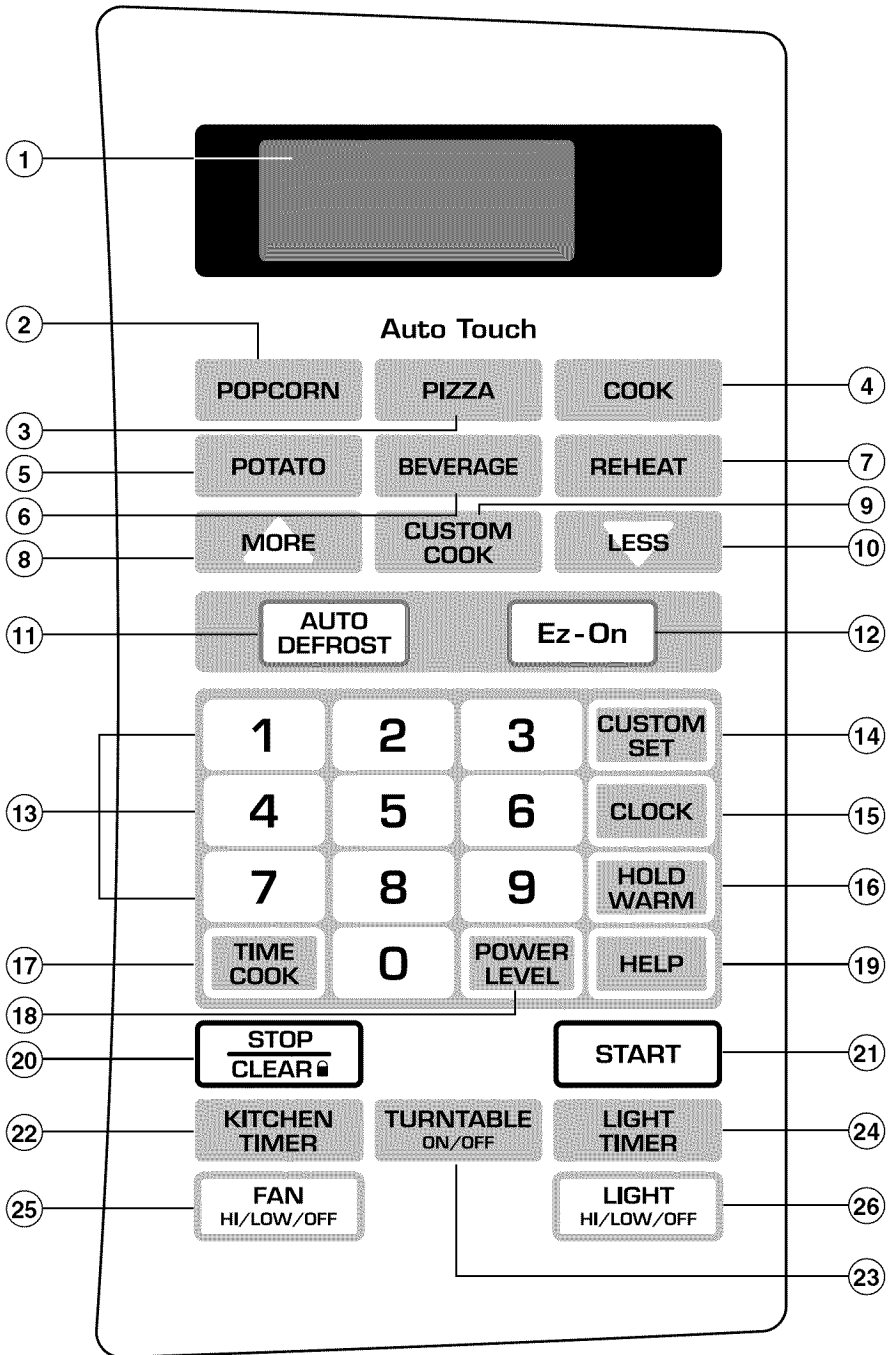 1
2
Auto Touch
POPCORN
PIZZA
COOK
4
3
5
POTATO
BEVERAGE
REHEAT
7
6
9
8
MORE
CUSTOM
COOK
LESS
10
11
AUTO
DEFROST
Ez-On
12
1
2
3
CUSTOM
SET
14
13
4
5
6
CLOCK
15
7
8
9
HOLD
WARM
16
17
TIME
COOK
0
POWER
LEVEL
HELP
19
18
20
STOP
CLEAR
START
21
22
KITCHEN
TIMER
TURNTABLE
ON/OFF
LIGHT
TIMER
24
25
FAN
HI/LOW/OFF
LIGHT
HI/LOW/OFF
26
23